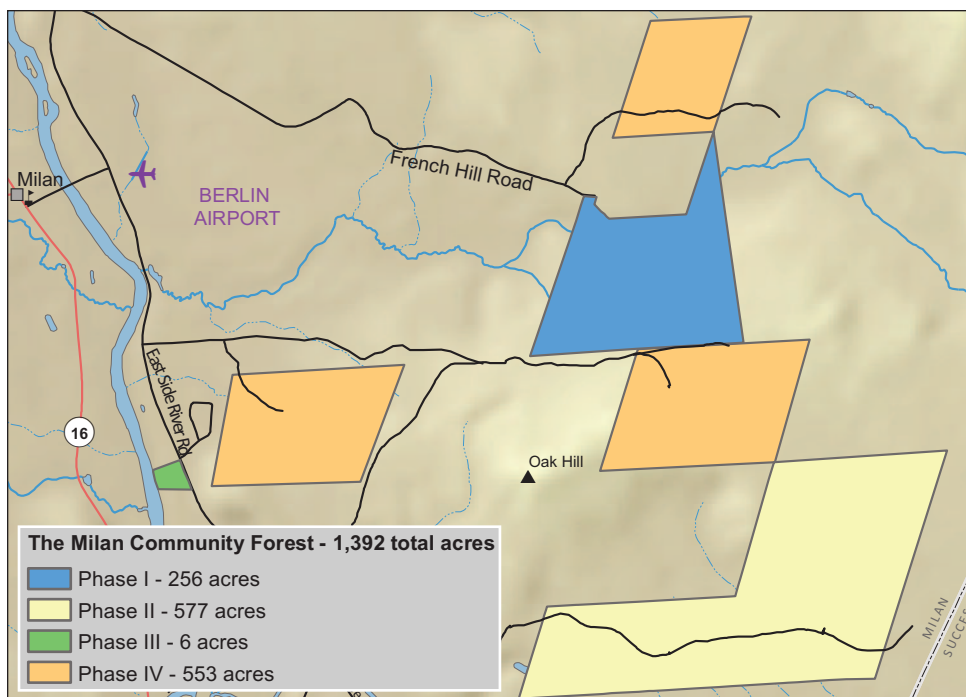 Milan
BERLIN
AIRPORT
French Hill Road
East Side River Rd
16
Oak Hill
The Milan Community Forest - 1,392 total acres
Phase I - 256 acres
Phase II - 577 acres
Phase III - 6 acres
Phase IV - 553 acres
MILAN